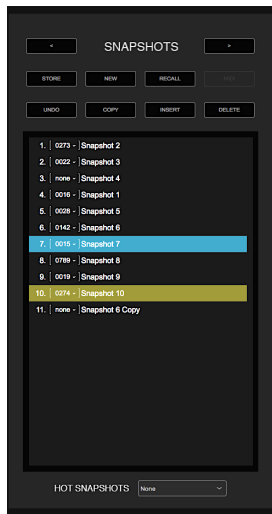 < SNAPSHOTS >
STORE NEW RECALL
UNDO COPY INSERT DELETE
1. 0273 - Snapshot 2
2. 0022 - Snapshot 3
3. none - Snapshot 4
4. 0016 - Snapshot 1
5. 0028 - Snapshot 5
6. 0142 - Snapshot 6
7. 0015 - Snapshot 7
8. 0789 - Snapshot 8
9. 0019 - Snapshot 9
10. 0274 - Snapshot 10
11. none - Snapshot 6 Copy
HOT SNAPSHOTS None